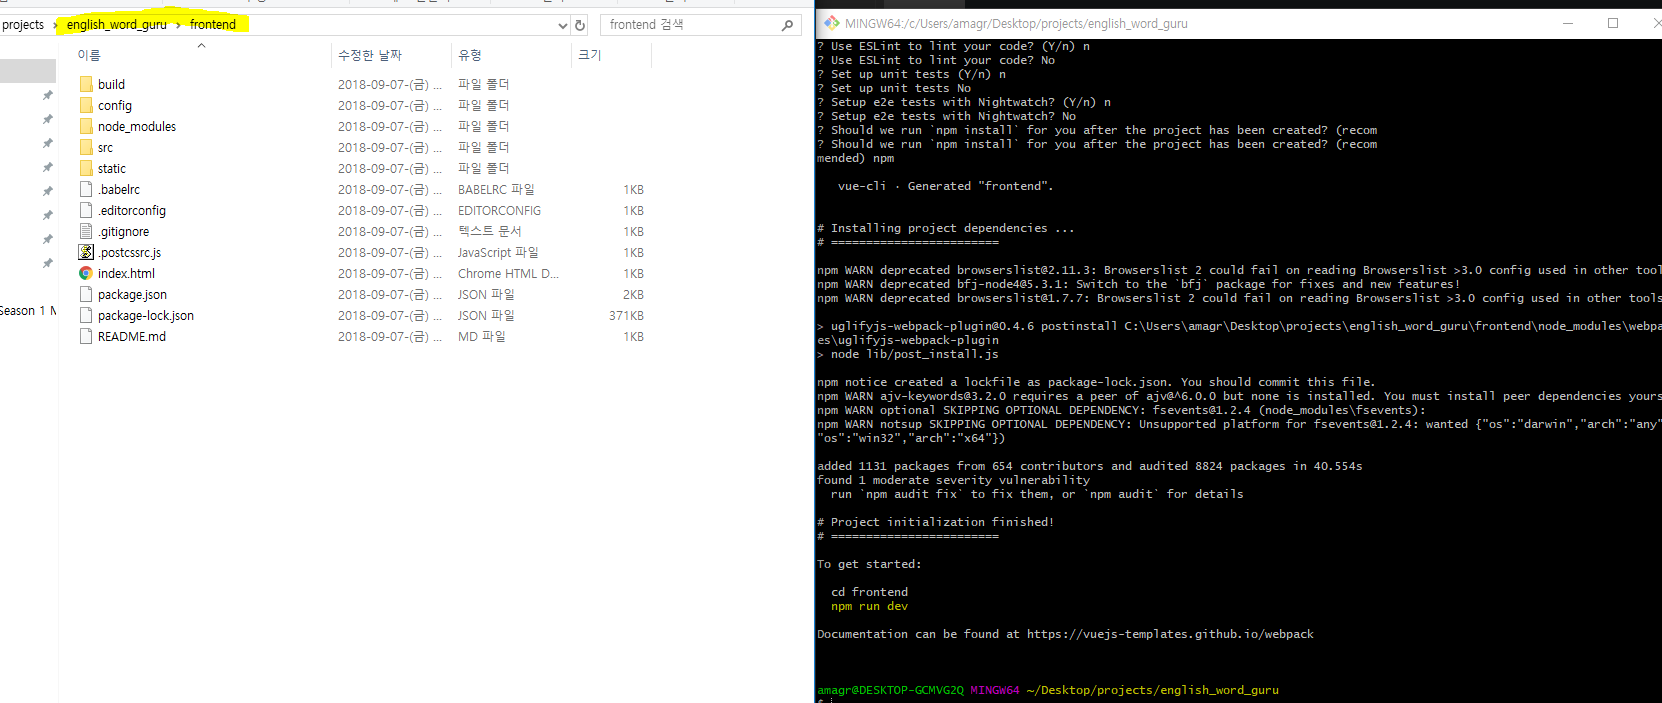 projects > english_word_guru > frontend
frontend 검색
이름 수정한 날짜 유형 크기
build 2018-09-07-(금) ... 파일 폴더
config 2018-09-07-(금) ... 파일 폴더
node_modules 2018-09-07-(금) ... 파일 폴더
src 2018-09-07-(금) ... 파일 폴더
static 2018-09-07-(금) ... 파일 폴더
.babelrc 2018-09-07-(금) ... BABELRC 파일 1KB
.editorconfig 2018-09-07-(금) ... EDITORCONFIG 1KB
.gitignore 2018-09-07-(금) ... 텍스트 문서 1KB
.postcssrc.js 2018-09-07-(금) ... JavaScript 파일 1KB
index.html 2018-09-07-(금) ... Chrome HTML D... 1KB
package.json 2018-09-07-(금) ... JSON 파일 2KB
package-lock.json 2018-09-07-(금) ... JSON 파일 371KB
README.md 2018-09-07-(금) ... MD 파일 1KB
Season 1 M
MINGW64:/c/Users/amagr/Desktop/projects/english_word_guru
? Use ESLint to lint your code? (Y/n) n
? Use ESLint to lint your code? No
? Set up unit tests (Y/n) n
? Set up unit tests No
? Setup e2e tests with Nightwatch? (Y/n) n
? Setup e2e tests with Nightwatch? No
? Should we run `npm install` for you after the project has been created? (recom
? Should we run `npm install` for you after the project has been created? (recom
mended) npm
vue-cli · Generated "frontend".
# Installing project dependencies ...
# ========================
npm WARN deprecated browserslist@2.11.3: Browserslist 2 could fail on reading Browserslist >3.0 config used in other tool
npm WARN deprecated bfj-node4@5.3.1: Switch to the `bfj` package for fixes and new features!
npm WARN deprecated browserslist@1.7.7: Browserslist 2 could fail on reading Browserslist >3.0 config used in other tools
> uglifyjs-webpack-plugin@0.4.6 postinstall C:\Users\amagr\Desktop\projects\english_word_guru\frontend\node_modules\webpa
es\uglifyjs-webpack-plugin
> node lib/post_install.js
npm notice created a lockfile as package-lock.json. You should commit this file.
npm WARN ajv-keywords@3.2.0 requires a peer of ajv@^6.0.0 but none is installed. You must install peer dependencies yours
npm WARN optional SKIPPING OPTIONAL DEPENDENCY: fsevents@1.2.4 (node_modules\fsevents):
npm WARN notsup SKIPPING OPTIONAL DEPENDENCY: Unsupported platform for fsevents@1.2.4: wanted {"os":"darwin","arch":"any"
"os":"win32","arch":"x64"})
added 1131 packages from 654 contributors and audited 8824 packages in 40.554s
found 1 moderate severity vulnerability
run `npm audit fix` to fix them, or `npm audit` for details
# Project initialization finished!
# ========================
To get started:
cd frontend
npm run dev
Documentation can be found at https://vuejs-templates.github.io/webpack
amagr@DESKTOP-GCMVG2Q MINGW64 ~/Desktop/projects/english_word_guru